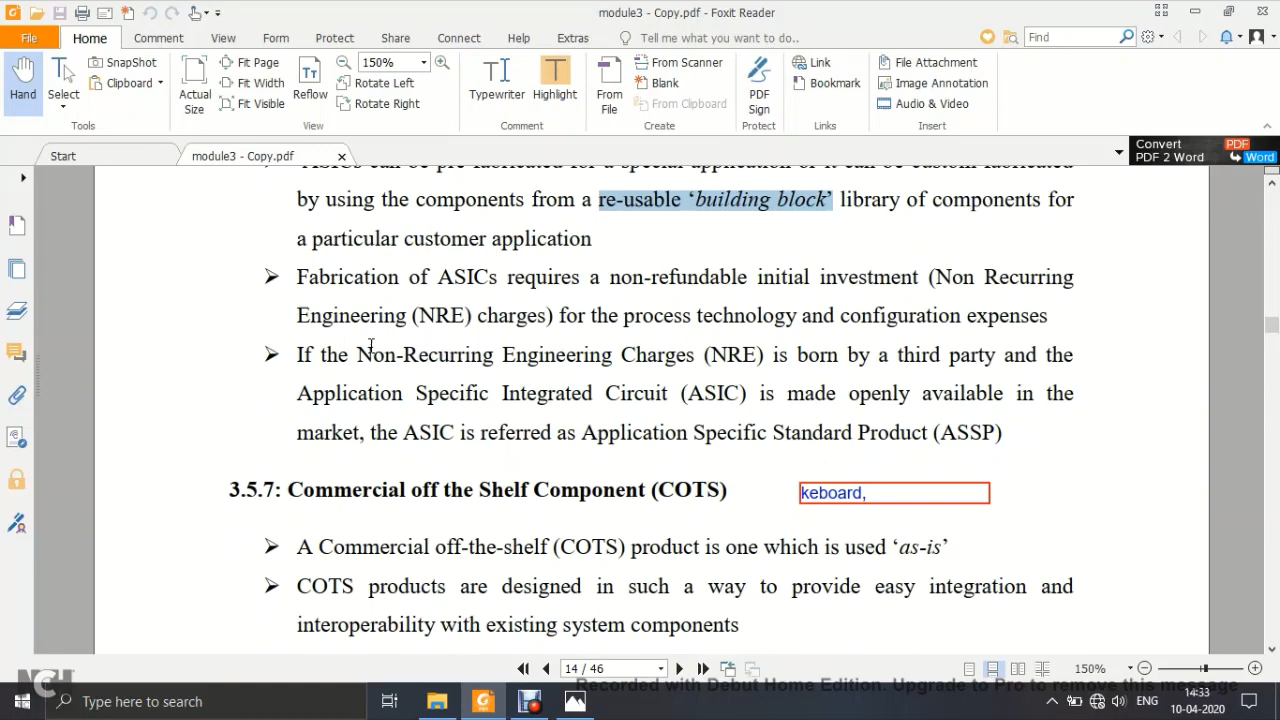 module3 - Copy.pdf - Foxit Reader
File Home Comment View Form Protect Share Connect Help Extras Tell me what you want to do.. Find
Hand Select SnapShot Clipboard
Actual Size Fit Page Fit Width Fit Visible Reflow 150% Rotate Left Rotate Right
Typewriter Highlight
From File From Scanner Blank From Clipboard
PDF Sign Link Bookmark
File Attachment Image Annotation Audio & Video
Tools View Comment Create Protect Links Insert
Start module3 - Copy.pdf
Convert PDF
PDF 2 Word Word
by using the components from a re-usable ‘building block’ library of components for
a particular customer application
➢ Fabrication of ASICs requires a non-refundable initial investment (Non Recurring
Engineering (NRE) charges) for the process technology and configuration expenses
➢ If the Non-Recurring Engineering Charges (NRE) is born by a third party and the
Application Specific Integrated Circuit (ASIC) is made openly available in the
market, the ASIC is referred as Application Specific Standard Product (ASSP)
3.5.7: Commercial off the Shelf Component (COTS) keboard,
➢ A Commercial off-the-shelf (COTS) product is one which is used ‘as-is’
➢ COTS products are designed in such a way to provide easy integration and
interoperability with existing system components
14 / 46 150%
NCH
Recorded with Debut Home Edition. Upgrade to Pro to remove this message
Type here to search ENG 14:33
10-04-2020